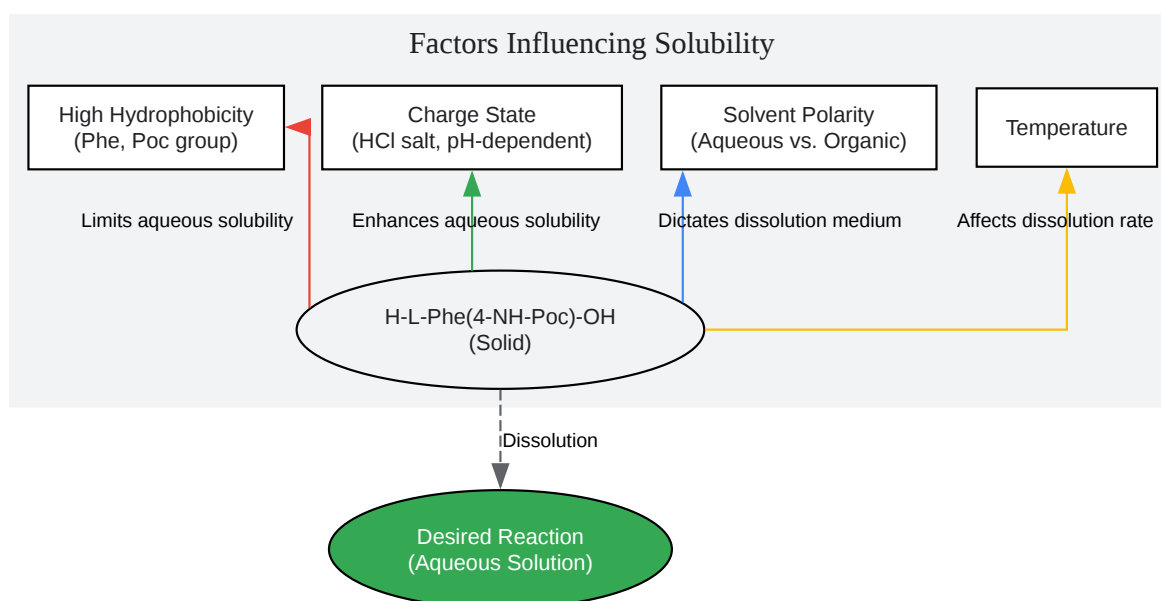 Factors Influencing Solubility
High Hydrophobicity
(Phe, Poc group)
Charge State
(HCl salt, pH-dependent)
Solvent Polarity
(Aqueous vs. Organic)
Temperature
Limits aqueous solubility
Enhances aqueous solubility
Dictates dissolution medium
Affects dissolution rate
H-L-Phe(4-NH-Poc)-OH
(Solid)
Dissolution
Desired Reaction
(Aqueous Solution)